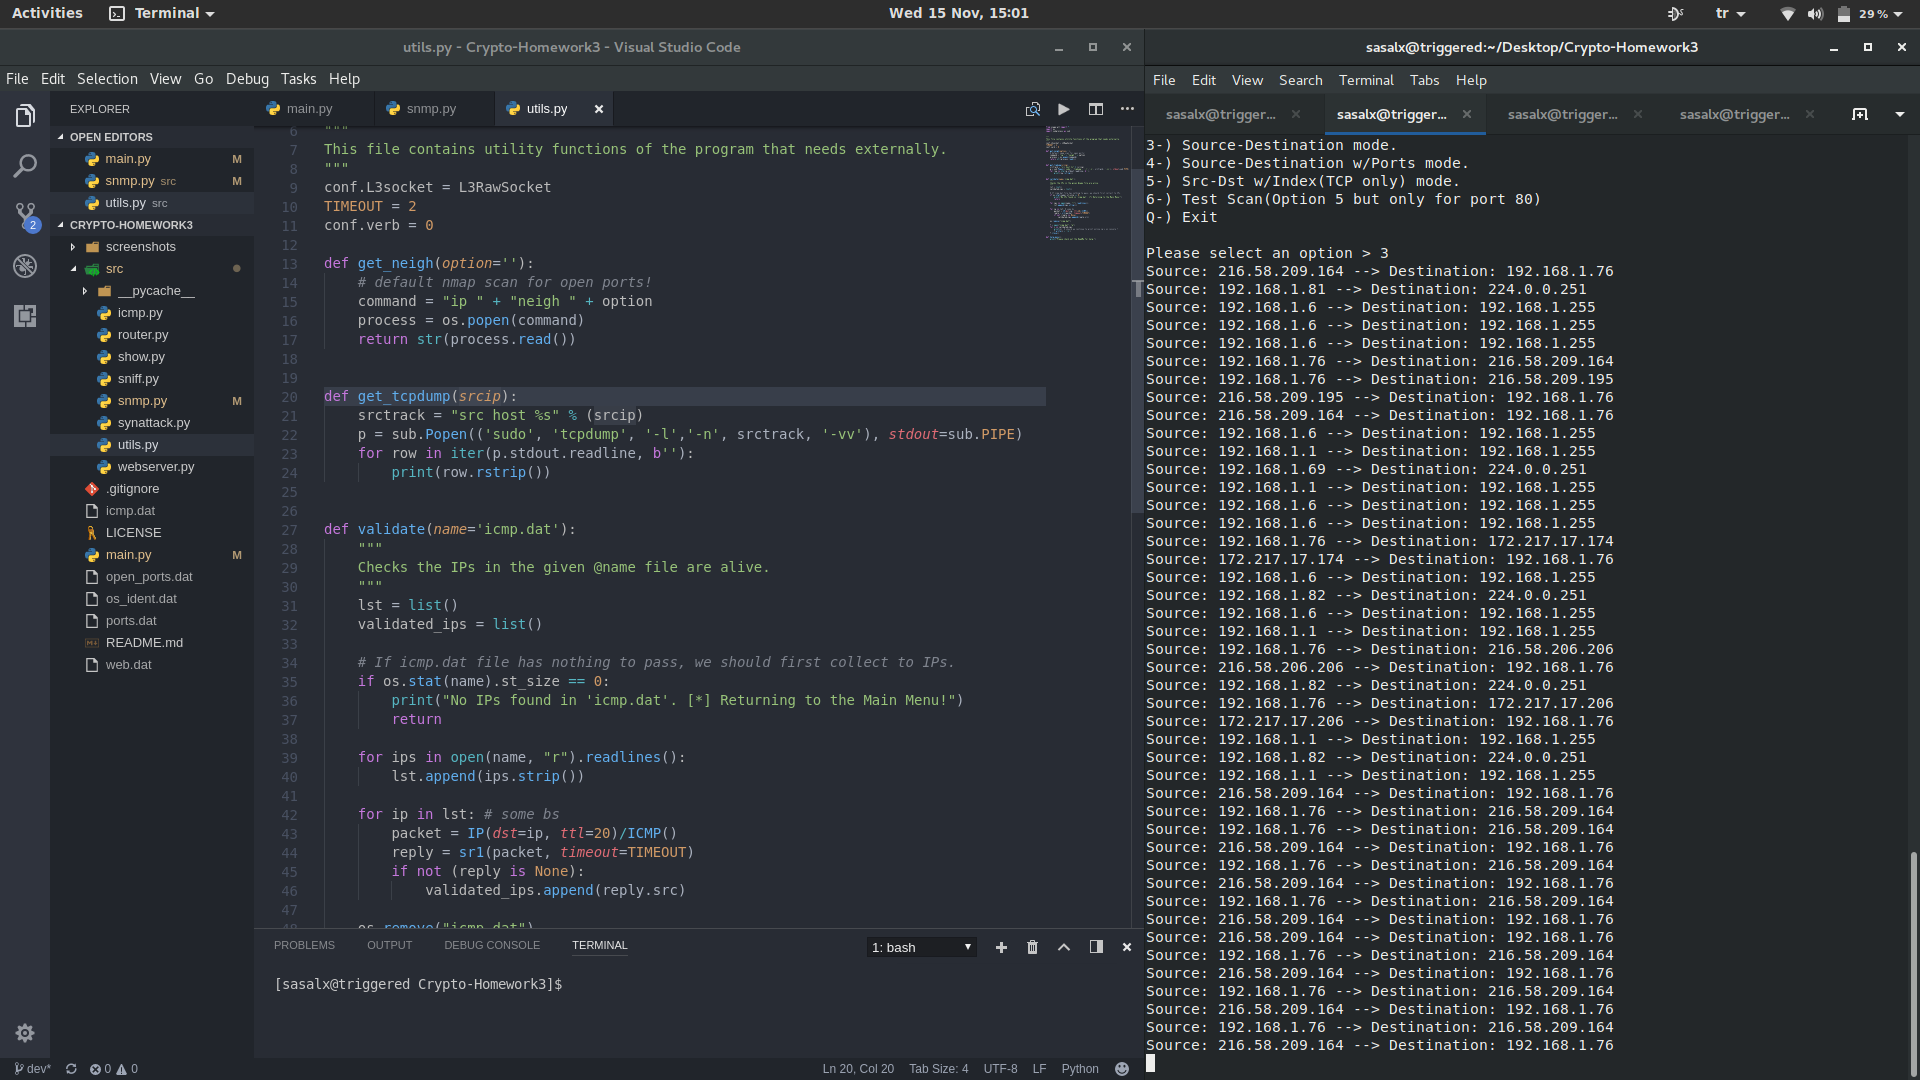 Activities
Terminal
Wed 15 Nov, 15:01
tr
29 %
utils.py - Crypto-Homework3 - Visual Studio Code
File Edit Selection View Go Debug Tasks Help
EXPLORER
OPEN EDITORS
main.py M
snmp.py src M
utils.py src
CRYPTO-HOMEWORK3
screenshots
src
__pycache__
icmp.py
router.py
show.py
sniff.py
snmp.py M
synattack.py
utils.py
webserver.py
.gitignore
icmp.dat
LICENSE
main.py M
open_ports.dat
os_ident.dat
ports.dat
README.md
web.dat
2
main.py
snmp.py
utils.py
6 """
7 This file contains utility functions of the program that needs externally.
8 """
9 conf.L3socket = L3RawSocket
10 TIMEOUT = 2
11 conf.verb = 0
12
13 def get_neigh(option=''):
14 # default nmap scan for open ports!
15 command = "ip " + "neigh " + option
16 process = os.popen(command)
17 return str(process.read())
18
19
20 def get_tcpdump(srcip):
21 srctrack = "src host %s" % (srcip)
22 p = sub.Popen(('sudo', 'tcpdump', '-l','-n', srctrack, '-vv'), stdout=sub.PIPE)
23 for row in iter(p.stdout.readline, b''):
24 print(row.rstrip())
25
26
27 def validate(name='icmp.dat'):
28 """
29 Checks the IPs in the given @name file are alive.
30 """
31 lst = list()
32 validated_ips = list()
33
34 # If icmp.dat file has nothing to pass, we should first collect to IPs.
35 if os.stat(name).st_size == 0:
36 print("No IPs found in 'icmp.dat'. [*] Returning to the Main Menu!")
37 return
38
39 for ips in open(name, "r").readlines():
40 lst.append(ips.strip())
41
42 for ip in lst: # some bs
43 packet = IP(dst=ip, ttl=20)/ICMP()
44 reply = sr1(packet, timeout=TIMEOUT)
45 if not (reply is None):
46 validated_ips.append(reply.src)
47
48 os.remove("icmp.dat")
PROBLEMS OUTPUT DEBUG CONSOLE TERMINAL
1: bash
[sasalx@triggered Crypto-Homework3]$
dev* 0 0
Ln 20, Col 20 Tab Size: 4 UTF-8 LF Python
sasalx@triggered:~/Desktop/Crypto-Homework3
File Edit View Search Terminal Tabs Help
sasalx@trigger... sasalx@trigger... sasalx@trigger... sasalx@trigger...
3-) Source-Destination mode.
4-) Source-Destination w/Ports mode.
5-) Src-Dst w/Index(TCP only) mode.
6-) Test Scan(Option 5 but only for port 80)
Q-) Exit
Please select an option > 3
Source: 216.58.209.164 --> Destination: 192.168.1.76
Source: 192.168.1.81 --> Destination: 224.0.0.251
Source: 192.168.1.6 --> Destination: 192.168.1.255
Source: 192.168.1.6 --> Destination: 192.168.1.255
Source: 192.168.1.6 --> Destination: 192.168.1.255
Source: 192.168.1.76 --> Destination: 216.58.209.164
Source: 192.168.1.76 --> Destination: 216.58.209.195
Source: 216.58.209.195 --> Destination: 192.168.1.76
Source: 216.58.209.164 --> Destination: 192.168.1.76
Source: 192.168.1.6 --> Destination: 192.168.1.255
Source: 192.168.1.1 --> Destination: 192.168.1.255
Source: 192.168.1.69 --> Destination: 224.0.0.251
Source: 192.168.1.1 --> Destination: 192.168.1.255
Source: 192.168.1.6 --> Destination: 192.168.1.255
Source: 192.168.1.6 --> Destination: 192.168.1.255
Source: 192.168.1.76 --> Destination: 172.217.17.174
Source: 172.217.17.174 --> Destination: 192.168.1.76
Source: 192.168.1.6 --> Destination: 192.168.1.255
Source: 192.168.1.82 --> Destination: 224.0.0.251
Source: 192.168.1.6 --> Destination: 192.168.1.255
Source: 192.168.1.1 --> Destination: 192.168.1.255
Source: 192.168.1.76 --> Destination: 216.58.206.206
Source: 216.58.206.206 --> Destination: 192.168.1.76
Source: 192.168.1.82 --> Destination: 224.0.0.251
Source: 192.168.1.76 --> Destination: 172.217.17.206
Source: 172.217.17.206 --> Destination: 192.168.1.76
Source: 192.168.1.1 --> Destination: 192.168.1.255
Source: 192.168.1.82 --> Destination: 224.0.0.251
Source: 192.168.1.1 --> Destination: 192.168.1.255
Source: 216.58.209.164 --> Destination: 192.168.1.76
Source: 192.168.1.76 --> Destination: 216.58.209.164
Source: 192.168.1.76 --> Destination: 216.58.209.164
Source: 216.58.209.164 --> Destination: 192.168.1.76
Source: 192.168.1.76 --> Destination: 216.58.209.164
Source: 216.58.209.164 --> Destination: 192.168.1.76
Source: 192.168.1.76 --> Destination: 216.58.209.164
Source: 216.58.209.164 --> Destination: 192.168.1.76
Source: 216.58.209.164 --> Destination: 192.168.1.76
Source: 192.168.1.76 --> Destination: 216.58.209.164
Source: 216.58.209.164 --> Destination: 192.168.1.76
Source: 192.168.1.76 --> Destination: 216.58.209.164
Source: 216.58.209.164 --> Destination: 192.168.1.76
Source: 192.168.1.76 --> Destination: 216.58.209.164
Source: 216.58.209.164 --> Destination: 192.168.1.76